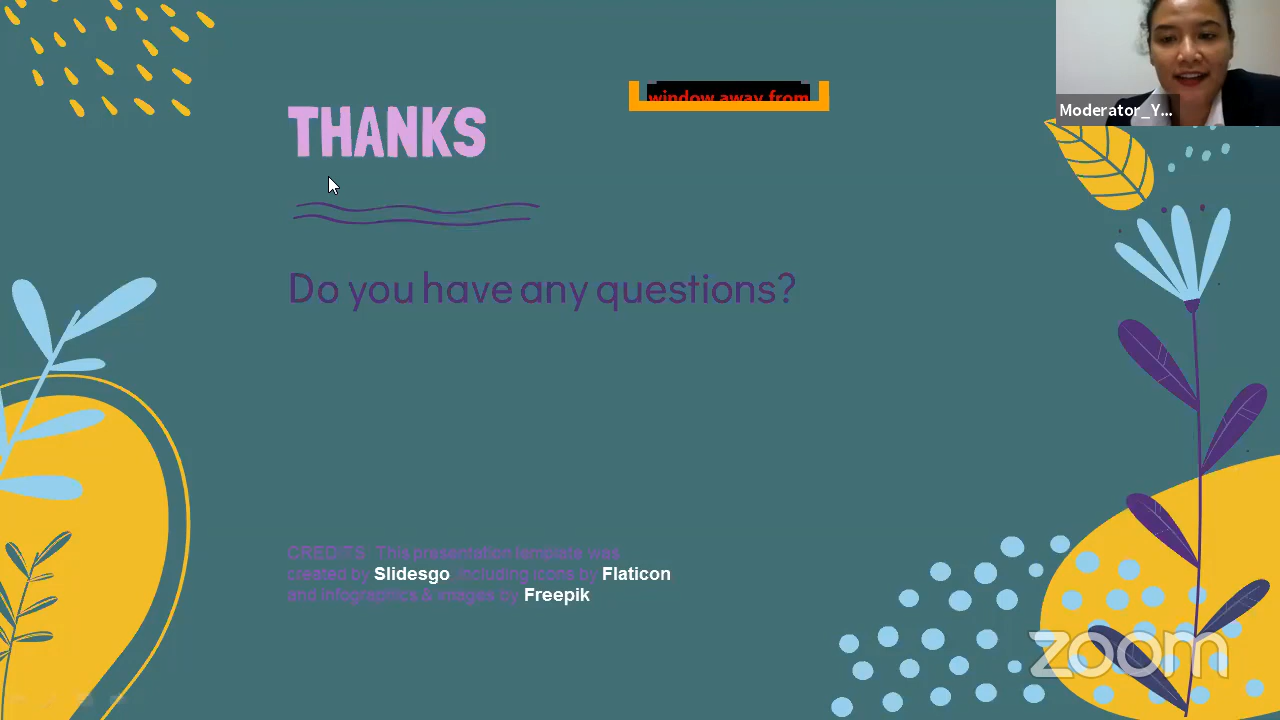 window away from
THANKS
Moderator_Y...
Do you have any questions?
CREDITS: This presentation template was
created by Slidesgo, including icons by Flaticon
and infographics & images by Freepik
zoom